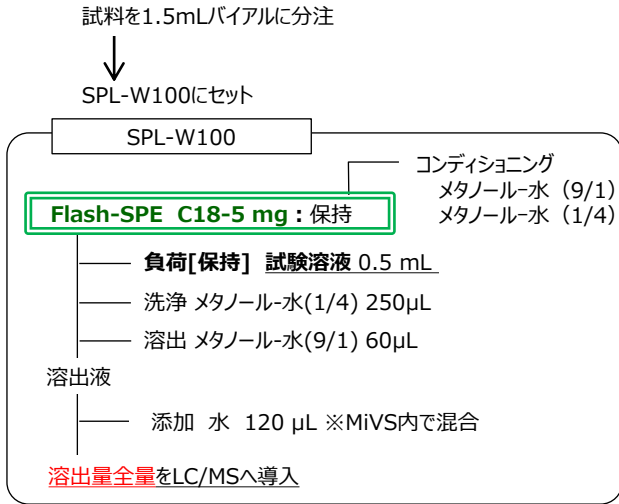 試料を1.5mLバイアルに分注
SPL-W100にセット
SPL-W100
コンディショニング
メタノール-水（9/1）
メタノール-水（1/4）
Flash-SPE C18-5 mg：保持
負荷[保持] 試験溶液 0.5 mL
洗浄 メタノール-水(1/4) 250μL
溶出 メタノール-水(9/1) 60μL
溶出液
添加 水 120 μL ※MiVS内で混合
溶出量全量をLC/MSへ導入